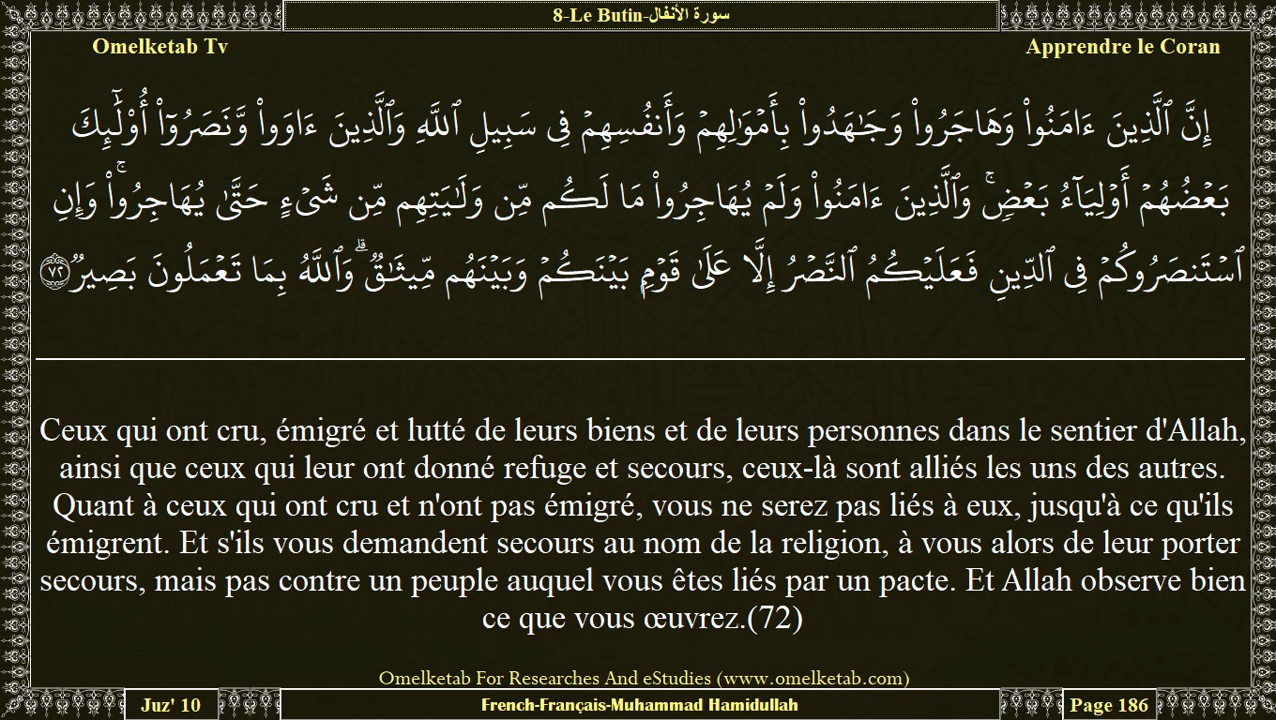 8-Le Butin-سورة الأنفال
Omelketab Tv
Apprendre le Coran
إِنَّ ٱلَّذِينَ ءَامَنُوا۟ وَهَاجَرُوا۟ وَجَـٰهَدُوا۟ بِأَمْوَٰلِهِمْ وَأَنفُسِهِمْ فِى سَبِيلِ ٱللَّهِ وَٱلَّذِينَ ءَاوَوا۟ وَّنَصَرُوٓا۟ أُو۟لَـٰٓئِكَ
بَعْضُهُمْ أَوْلِيَآءُ بَعْضٍ ۚ وَٱلَّذِينَ ءَامَنُوا۟ وَلَمْ يُهَاجِرُوا۟ مَا لَكُم مِّن وَلَـٰيَتِهِم مِّن شَىْءٍ حَتَّىٰ يُهَاجِرُوا۟ ۚ وَإِنِ
ٱسْتَنصَرُوكُمْ فِى ٱلدِّينِ فَعَلَيْكُمُ ٱلنَّصْرُ إِلَّا عَلَىٰ قَوْمٍۭ بَيْنَكُمْ وَبَيْنَهُم مِّيثَـٰقٌ ۗ وَٱللَّهُ بِمَا تَعْمَلُونَ بَصِيرٌ ﴿٧٢﴾
Ceux qui ont cru, émigré et lutté de leurs biens et de leurs personnes dans le sentier d'Allah,
ainsi que ceux qui leur ont donné refuge et secours, ceux-là sont alliés les uns des autres.
Quant à ceux qui ont cru et n'ont pas émigré, vous ne serez pas liés à eux, jusqu'à ce qu'ils
émigrent. Et s'ils vous demandent secours au nom de la religion, à vous alors de leur porter
secours, mais pas contre un peuple auquel vous êtes liés par un pacte. Et Allah observe bien
ce que vous œuvrez.(72)
Omelketab For Researches And eStudies (www.omelketab.com)
Juz' 10
French-Français-Muhammad Hamidullah
Page 186